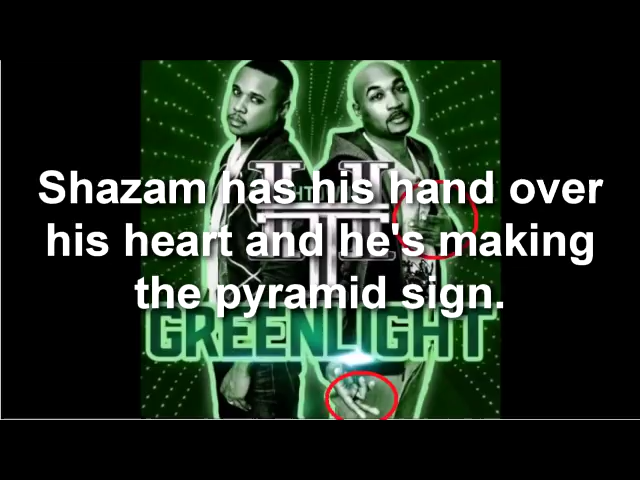 Shazam has his hand over
his heart and he's making
the pyramid sign.
GREENLIGHT